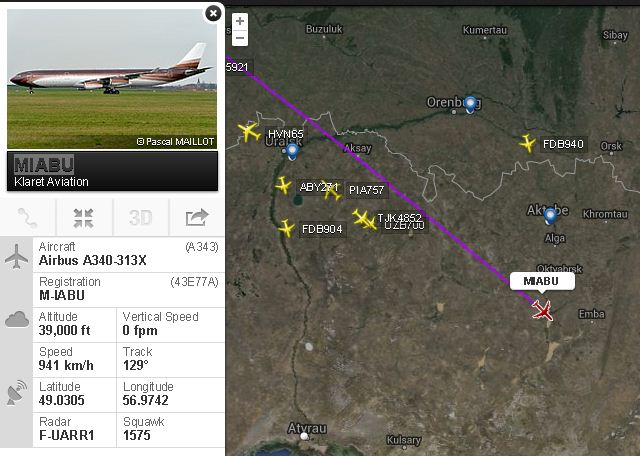 © Pascal MAILLOT
MIABU
Klaret Aviation
3D
Aircraft (A343)
Airbus A340-313X
Registration (43E77A)
M-IABU
Altitude Vertical Speed
39,000 ft 0 fpm
Speed Track
941 km/h 129°
Latitude Longitude
49.0305 56.9742
Radar Squawk
F-UARR1 1575
+
−
Buzuluk
Kumertau
Sibay
5921
Orenburg
HVN65
Uralsk
Aksay
FDB940
Orsk
ABY271
PIA757
TJK4852
UZB700
FDB904
Aktobe
Khromtau
Alga
Oktyabrsk
MIABU
Emba
Atyrau
Kulsary